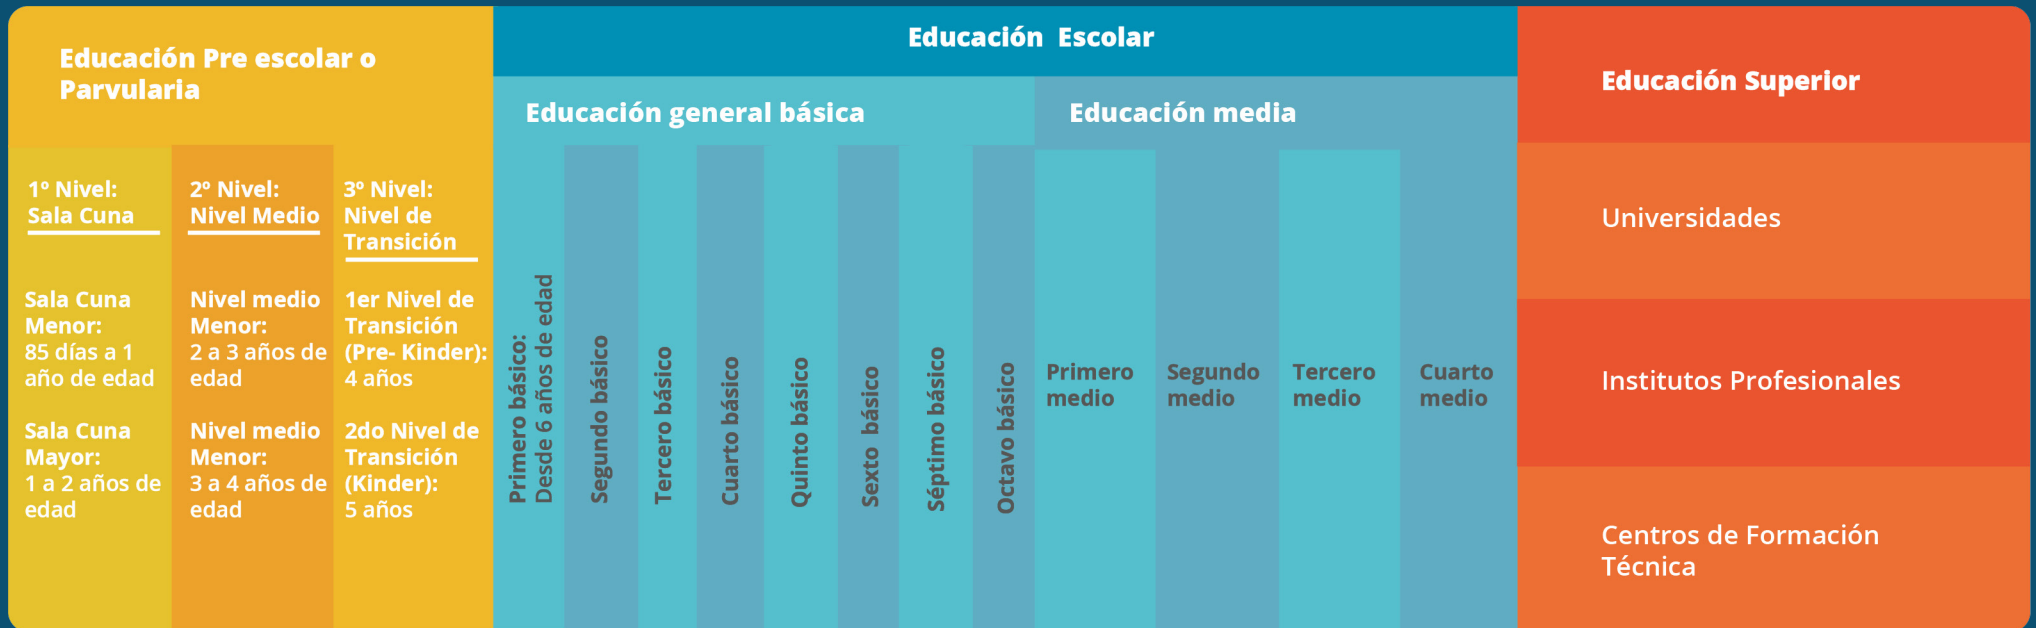 Educación Pre escolar o
Parvularia
1º Nivel:
Sala Cuna
Sala Cuna
Menor:
85 días a 1
año de edad
Sala Cuna
Mayor:
1 a 2 años de
edad
2º Nivel:
Nivel Medio
Nivel medio
Menor:
2 a 3 años de
edad
Nivel medio
Menor:
3 a 4 años de
edad
3º Nivel:
Nivel de
Transición
1er Nivel de
Transición
(Pre- Kinder):
4 años
2do Nivel de
Transición
(Kinder):
5 años
Educación Escolar
Educación general básica
Primero básico:
Desde 6 años de edad
Segundo básico
Tercero básico
Cuarto básico
Quinto básico
Sexto básico
Séptimo básico
Octavo básico
Educación media
Primero
medio
Segundo
medio
Tercero
medio
Cuarto
medio
Educación Superior
Universidades
Institutos Profesionales
Centros de Formación
Técnica